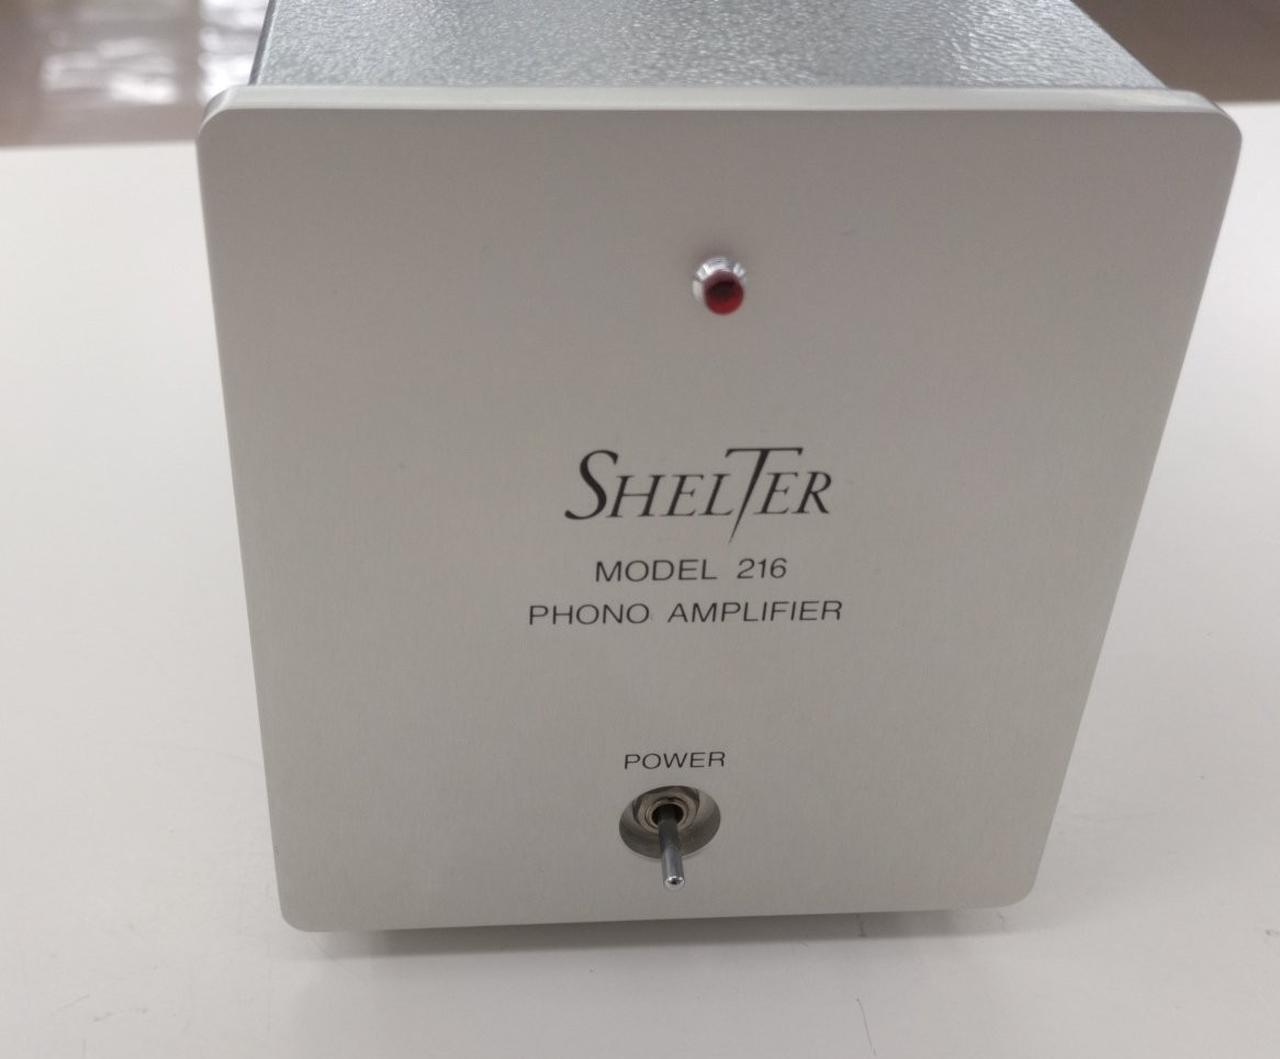 SHELTER
MODEL 216
PHONO AMPLIFIER
POWER